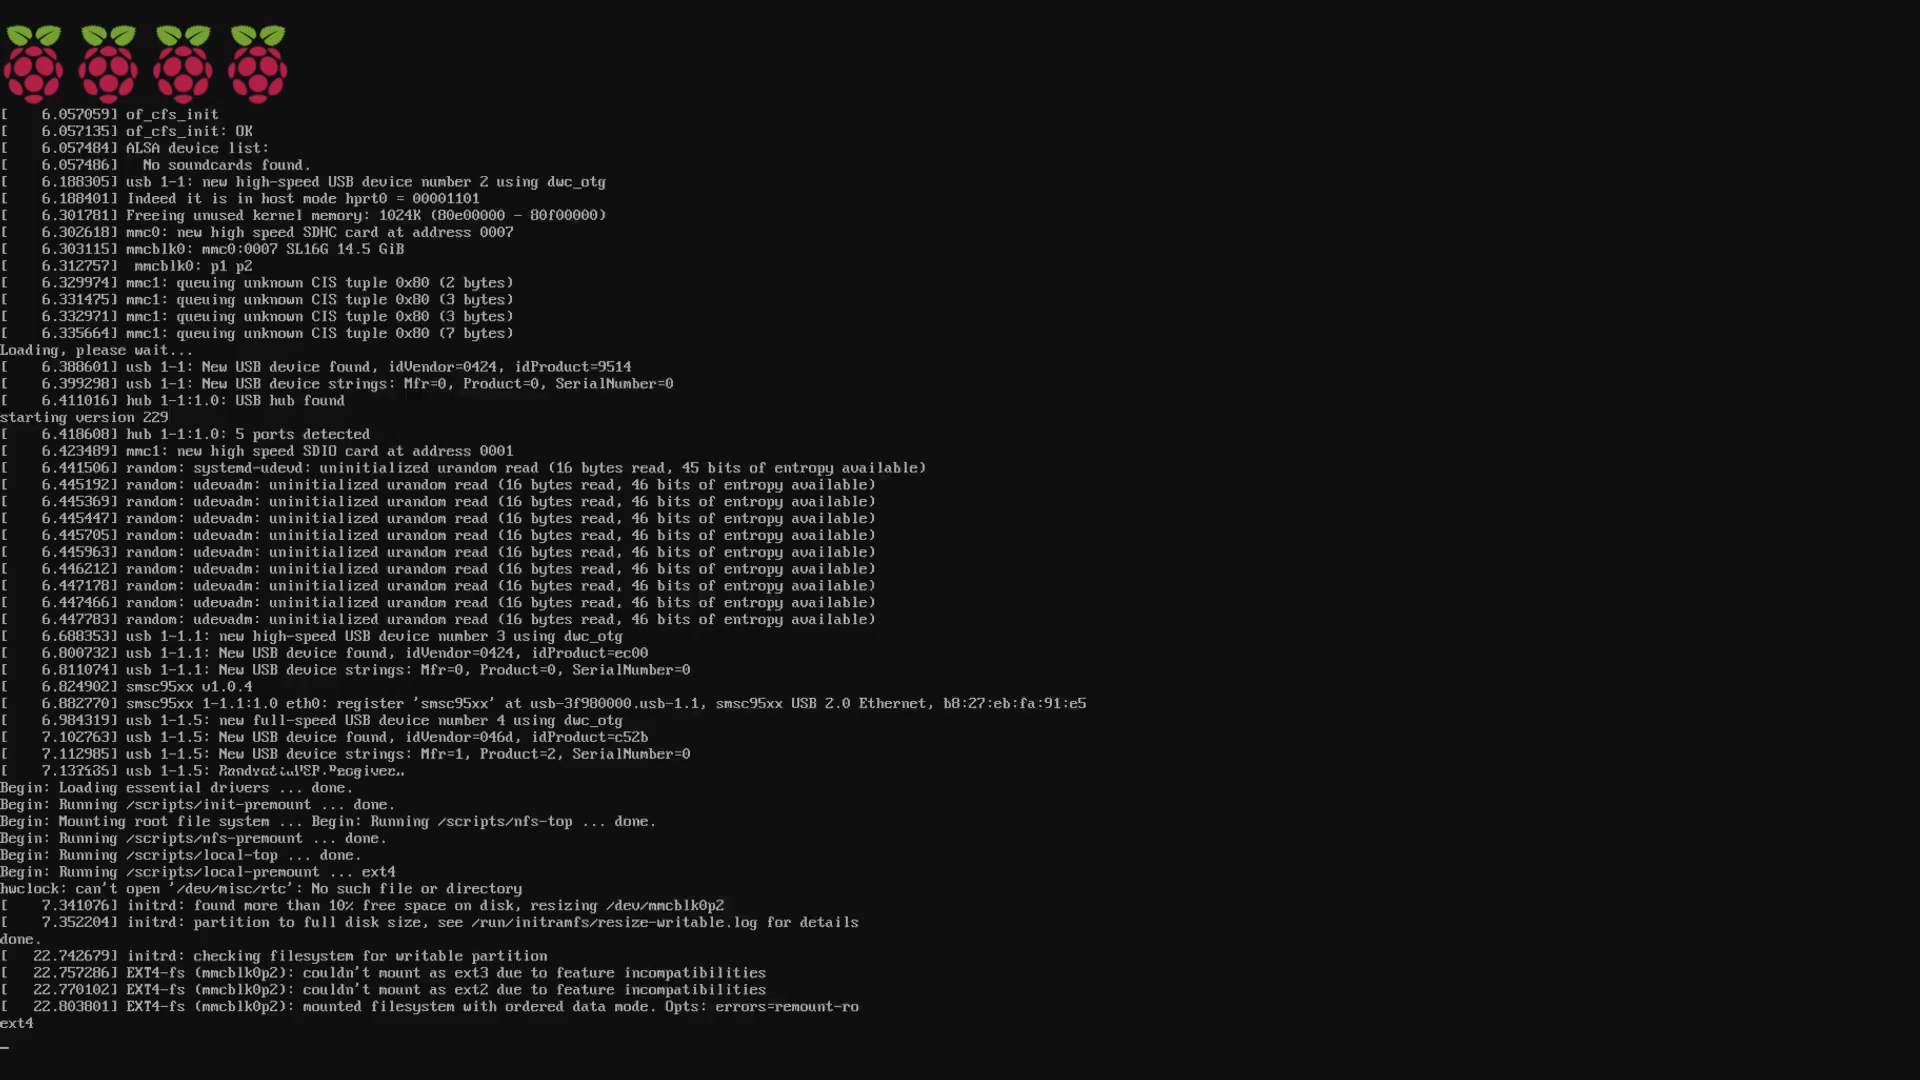 [    6.057059] of_cfs_init
[    6.057135] of_cfs_init: OK
[    6.057484] ALSA device list:
[    6.057486]   No soundcards found.
[    6.188305] usb 1-1: new high-speed USB device number 2 using dwc_otg
[    6.188401] Indeed it is in host mode hprt0 = 00001101
[    6.301781] Freeing unused kernel memory: 1024K (80e00000 - 80f00000)
[    6.302618] mmc0: new high speed SDHC card at address 0007
[    6.303115] mmcblk0: mmc0:0007 SL16G 14.5 GiB
[    6.312757]  mmcblk0: p1 p2
[    6.329974] mmc1: queuing unknown CIS tuple 0x80 (2 bytes)
[    6.331475] mmc1: queuing unknown CIS tuple 0x80 (3 bytes)
[    6.332971] mmc1: queuing unknown CIS tuple 0x80 (3 bytes)
[    6.335664] mmc1: queuing unknown CIS tuple 0x80 (7 bytes)
Loading, please wait...
[    6.388601] usb 1-1: New USB device found, idVendor=0424, idProduct=9514
[    6.399298] usb 1-1: New USB device strings: Mfr=0, Product=0, SerialNumber=0
[    6.411016] hub 1-1:1.0: USB hub found
starting version 229
[    6.418608] hub 1-1:1.0: 5 ports detected
[    6.423489] mmc1: new high speed SDIO card at address 0001
[    6.441506] random: systemd-udevd: uninitialized urandom read (16 bytes read, 45 bits of entropy available)
[    6.445192] random: udevadm: uninitialized urandom read (16 bytes read, 46 bits of entropy available)
[    6.445369] random: udevadm: uninitialized urandom read (16 bytes read, 46 bits of entropy available)
[    6.445447] random: udevadm: uninitialized urandom read (16 bytes read, 46 bits of entropy available)
[    6.445705] random: udevadm: uninitialized urandom read (16 bytes read, 46 bits of entropy available)
[    6.445963] random: udevadm: uninitialized urandom read (16 bytes read, 46 bits of entropy available)
[    6.446212] random: udevadm: uninitialized urandom read (16 bytes read, 46 bits of entropy available)
[    6.447178] random: udevadm: uninitialized urandom read (16 bytes read, 46 bits of entropy available)
[    6.447466] random: udevadm: uninitialized urandom read (16 bytes read, 46 bits of entropy available)
[    6.447783] random: udevadm: uninitialized urandom read (16 bytes read, 46 bits of entropy available)
[    6.688353] usb 1-1.1: new high-speed USB device number 3 using dwc_otg
[    6.800732] usb 1-1.1: New USB device found, idVendor=0424, idProduct=ec00
[    6.811074] usb 1-1.1: New USB device strings: Mfr=0, Product=0, SerialNumber=0
[    6.824902] smsc95xx v1.0.4
[    6.882770] smsc95xx 1-1.1:1.0 eth0: register 'smsc95xx' at usb-3f980000.usb-1.1, smsc95xx USB 2.0 Ethernet, b8:27:eb:fa:91:e5
[    6.984319] usb 1-1.5: new full-speed USB device number 4 using dwc_otg
[    7.102763] usb 1-1.5: New USB device found, idVendor=046d, idProduct=c52b
[    7.112985] usb 1-1.5: New USB device strings: Mfr=1, Product=2, SerialNumber=0
[ usb 1-1.5:
Begin: Loading essential drivers ... done.
Begin: Running /scripts/init-premount ... done.
Begin: Mounting root file system ... Begin: Running /scripts/nfs-top ... done.
Begin: Running /scripts/nfs-premount ... done.
Begin: Running /scripts/local-top ... done.
Begin: Running /scripts/local-premount ... ext4
hwclock: can't open '/dev/misc/rtc': No such file or directory
[    7.341076] initrd: found more than 10% free space on disk, resizing /dev/mmcblk0p2
[    7.352204] initrd: partition to full disk size, see /run/initramfs/resize-writable.log for details
done.
[   22.742679] initrd: checking filesystem for writable partition
[   22.757286] EXT4-fs (mmcblk0p2): couldn't mount as ext3 due to feature incompatibilities
[   22.770102] EXT4-fs (mmcblk0p2): couldn't mount as ext2 due to feature incompatibilities
[   22.803801] EXT4-fs (mmcblk0p2): mounted filesystem with ordered data mode. Opts: errors=remount-ro
ext4
_